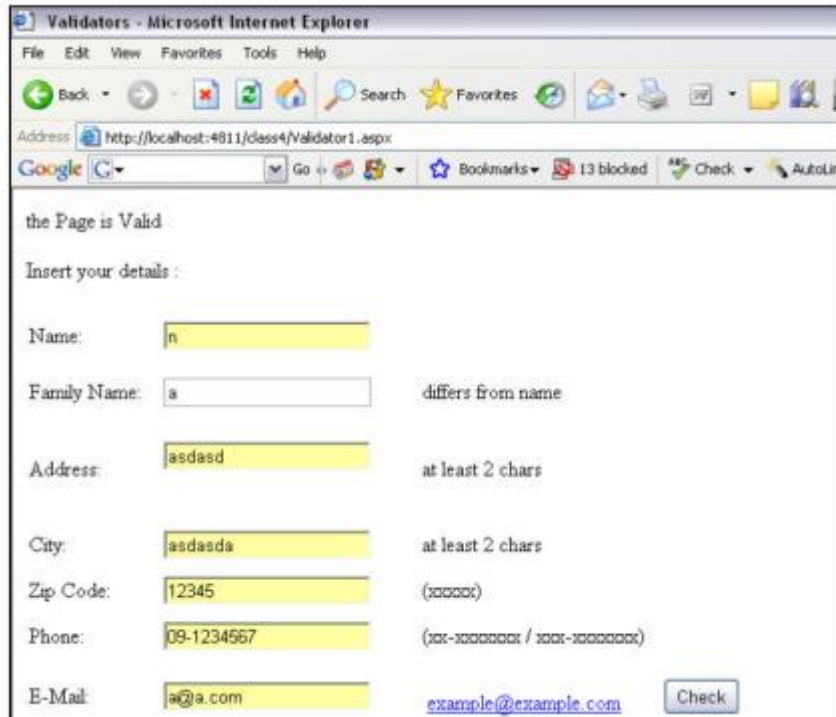 Validators - Microsoft Internet Explorer
File Edit View Favorites Tools Help
Back Search Favorites
Address http://localhost:4811/class4/Validator1.aspx
Google G Go Bookmarks 13 blocked ABC Check AutoLin
the Page is Valid
Insert your details :
Name: n
Family Name: a differs from name
Address: asdasd at least 2 chars
City: asdasda at least 2 chars
Zip Code: 12345 (xxxxx)
Phone: 09-1234567 (xx-xxxxxxx / xxx-xxxxxxx)
E-Mail: a@a.com example@example.com Check